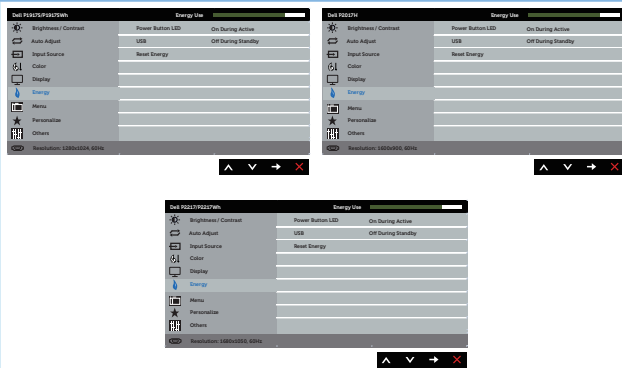 Dell P1917S/P1917SWh Energy Use
Brightness / Contrast Power Button LED On During Active
Auto Adjust USB Off During Standby
Input Source Reset Energy
Color
Display
Energy
Menu
Personalize
Others
Resolution: 1280x1024, 60Hz
Dell P2017H Energy Use
Brightness / Contrast Power Button LED On During Active
Auto Adjust USB Off During Standby
Input Source Reset Energy
Color
Display
Energy
Menu
Personalize
Others
Resolution: 1600x900, 60Hz
Dell P2217/P2217Wh Energy Use
Brightness / Contrast Power Button LED On During Active
Auto Adjust USB Off During Standby
Input Source Reset Energy
Color
Display
Energy
Menu
Personalize
Others
Resolution: 1680x1050, 60Hz